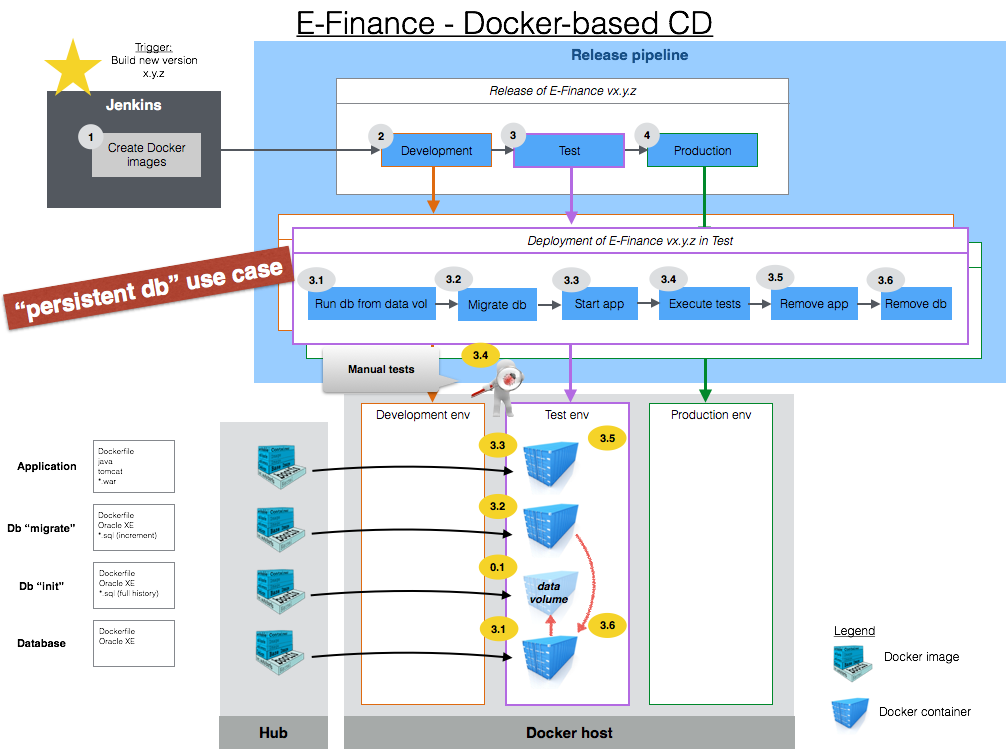 E-Finance - Docker-based CD
Trigger:
Build new version
x.y.z
Release pipeline
Jenkins
1
Create Docker
images
Release of E-Finance vx.y.z
2
Development
3
Test
4
Production
Deployment of E-Finance vx.y.z in Test
“persistent db” use case
3.1
Run db from data vol
3.2
Migrate db
3.3
Start app
3.4
Execute tests
3.5
Remove app
3.6
Remove db
Manual tests
3.4
Development env
Test env
Production env
Application
Dockerfile
java
tomcat
*.war
3.3
3.5
Db “migrate”
Dockerfile
Oracle XE
*.sql (increment)
3.2
Db “init”
Dockerfile
Oracle XE
*.sql (full history)
0.1
data
volume
Database
Dockerfile
Oracle XE
3.1
3.6
Hub
Docker host
Legend
Docker image
Docker container